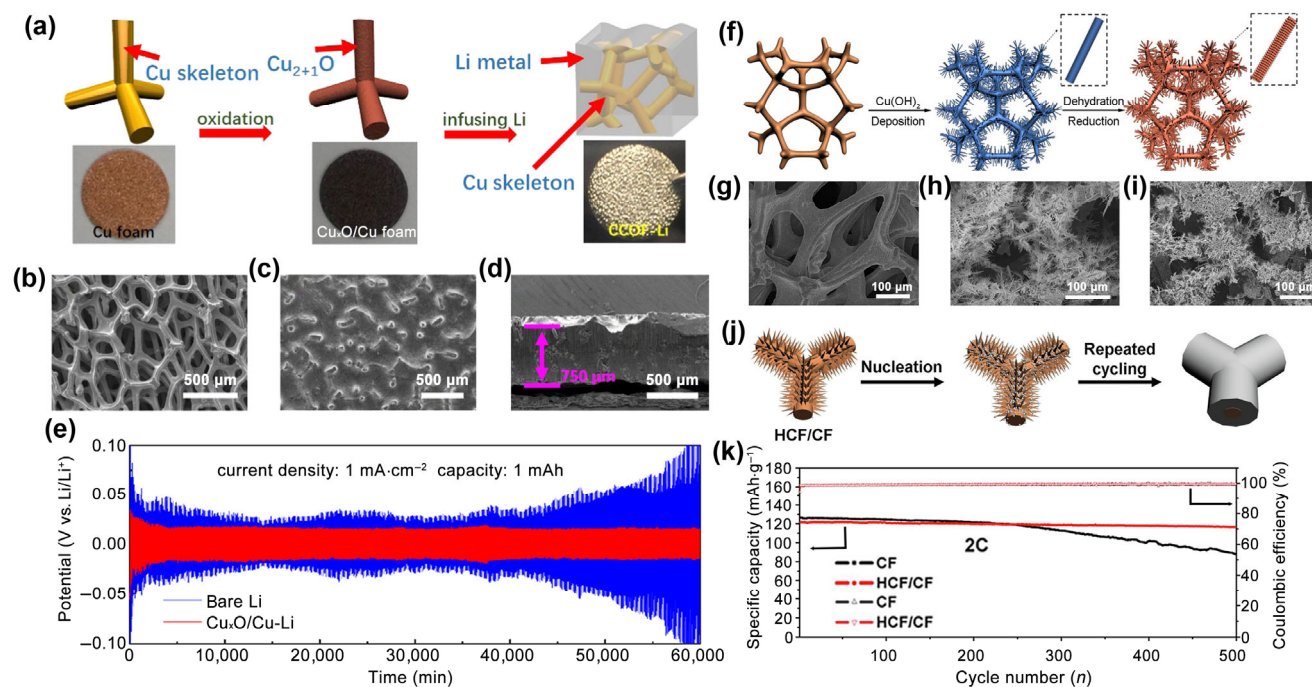 (a)
Cu skeleton
Cu₂₊₁O
Li metal
oxidation
infusing Li
Cu skeleton
Cu foam
CuₓO/Cu foam
CCOF-Li
(b)
500 µm
(c)
500 µm
(d)
750 µm
500 µm
(e)
current density: 1 mA·cm⁻² capacity: 1 mAh
Potential (V vs. Li/Li⁺)
0.10
0.05
0.00
−0.05
−0.10
Bare Li
CuₓO/Cu-Li
0
10,000
20,000
30,000
40,000
50,000
60,000
Time (min)
(f)
Cu(OH)₂
Deposition
Dehydration
Reduction
(g)
100 µm
(h)
100 µm
(i)
100 µm
(j)
HCF/CF
Nucleation
Repeated
cycling
(k)
Specific capacity (mAh·g⁻¹)
180
160
140
120
100
80
60
40
20
0
2C
CF
HCF/CF
CF
HCF/CF
100
80
60
40
20
0
Coulombic efficiency (%)
100
200
300
400
500
Cycle number (n)